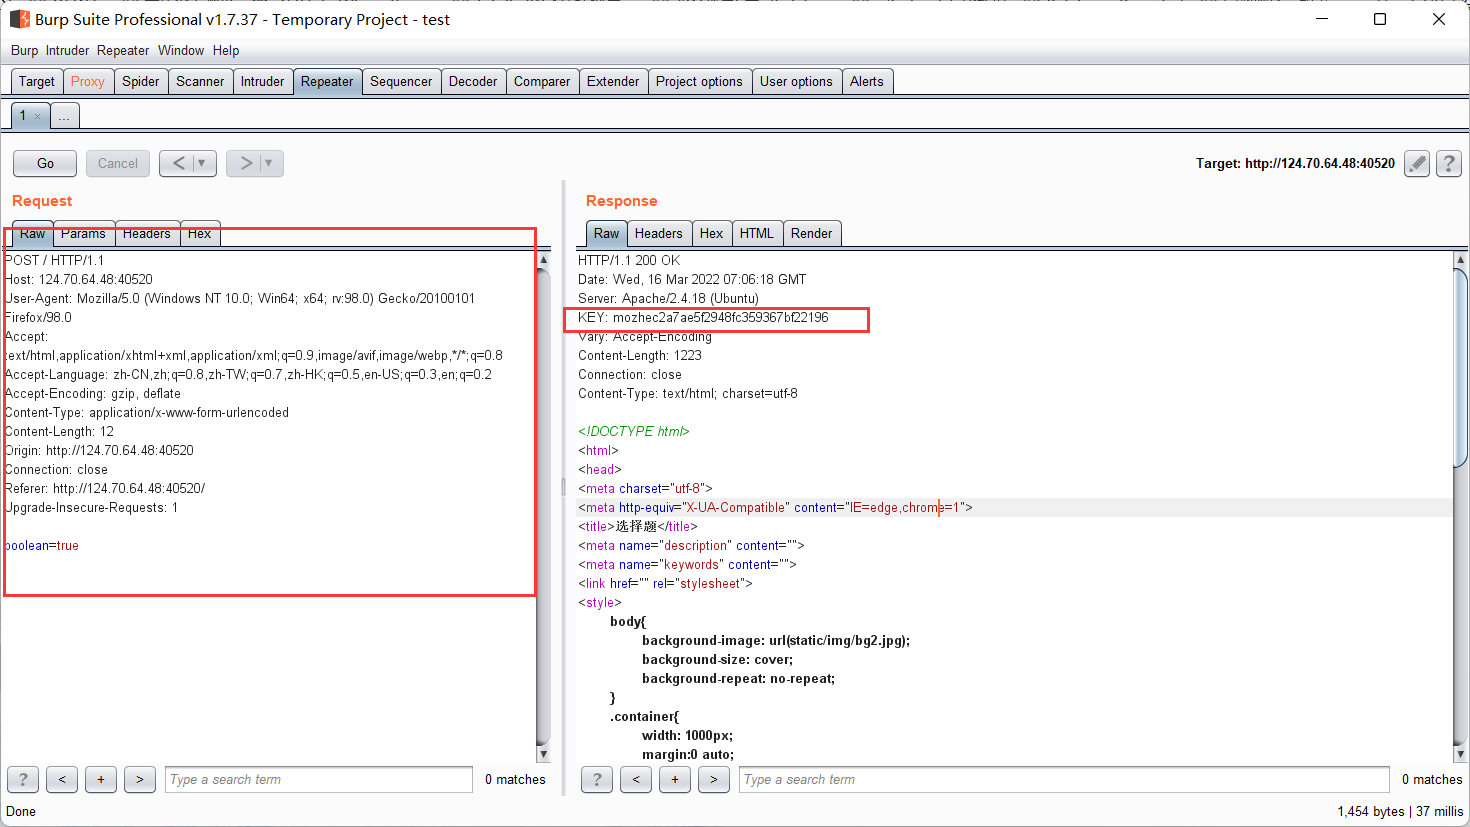 Burp Suite Professional v1.7.37 - Temporary Project - test
Burp Intruder Repeater Window Help
Target Proxy Spider Scanner Intruder Repeater Sequencer Decoder Comparer Extender Project options User options Alerts
1 × ...
Go Cancel < ▼ > ▼ Target: http://124.70.64.48:40520 ?
Request
Raw Params Headers Hex
POST / HTTP/1.1
Host: 124.70.64.48:40520
User-Agent: Mozilla/5.0 (Windows NT 10.0; Win64; x64; rv:98.0) Gecko/20100101
Firefox/98.0
Accept:
text/html,application/xhtml+xml,application/xml;q=0.9,image/avif,image/webp,*/*;q=0.8
Accept-Language: zh-CN,zh;q=0.8,zh-TW;q=0.7,zh-HK;q=0.5,en-US;q=0.3,en;q=0.2
Accept-Encoding: gzip, deflate
Content-Type: application/x-www-form-urlencoded
Content-Length: 12
Origin: http://124.70.64.48:40520
Connection: close
Referer: http://124.70.64.48:40520/
Upgrade-Insecure-Requests: 1
boolean=true
? < + > Type a search term 0 matches
Response
Raw Headers Hex HTML Render
HTTP/1.1 200 OK
Date: Wed, 16 Mar 2022 07:06:18 GMT
Server: Apache/2.4.18 (Ubuntu)
KEY: mozhec2a7ae5f2948fc359367bf22196
Vary: Accept-Encoding
Content-Length: 1223
Connection: close
Content-Type: text/html; charset=utf-8
<!DOCTYPE html>
<html>
<head>
<meta charset="utf-8">
<meta http-equiv="X-UA-Compatible" content="IE=edge,chrome=1">
<title>选择题</title>
<meta name="description" content="">
<meta name="keywords" content="">
<link href="" rel="stylesheet">
<style>
body{
background-image: url(static/img/bg2.jpg);
background-size: cover;
background-repeat: no-repeat;
}
.container{
width: 1000px;
margin:0 auto;
? < + > Type a search term 0 matches
Done 1,454 bytes | 37 millis